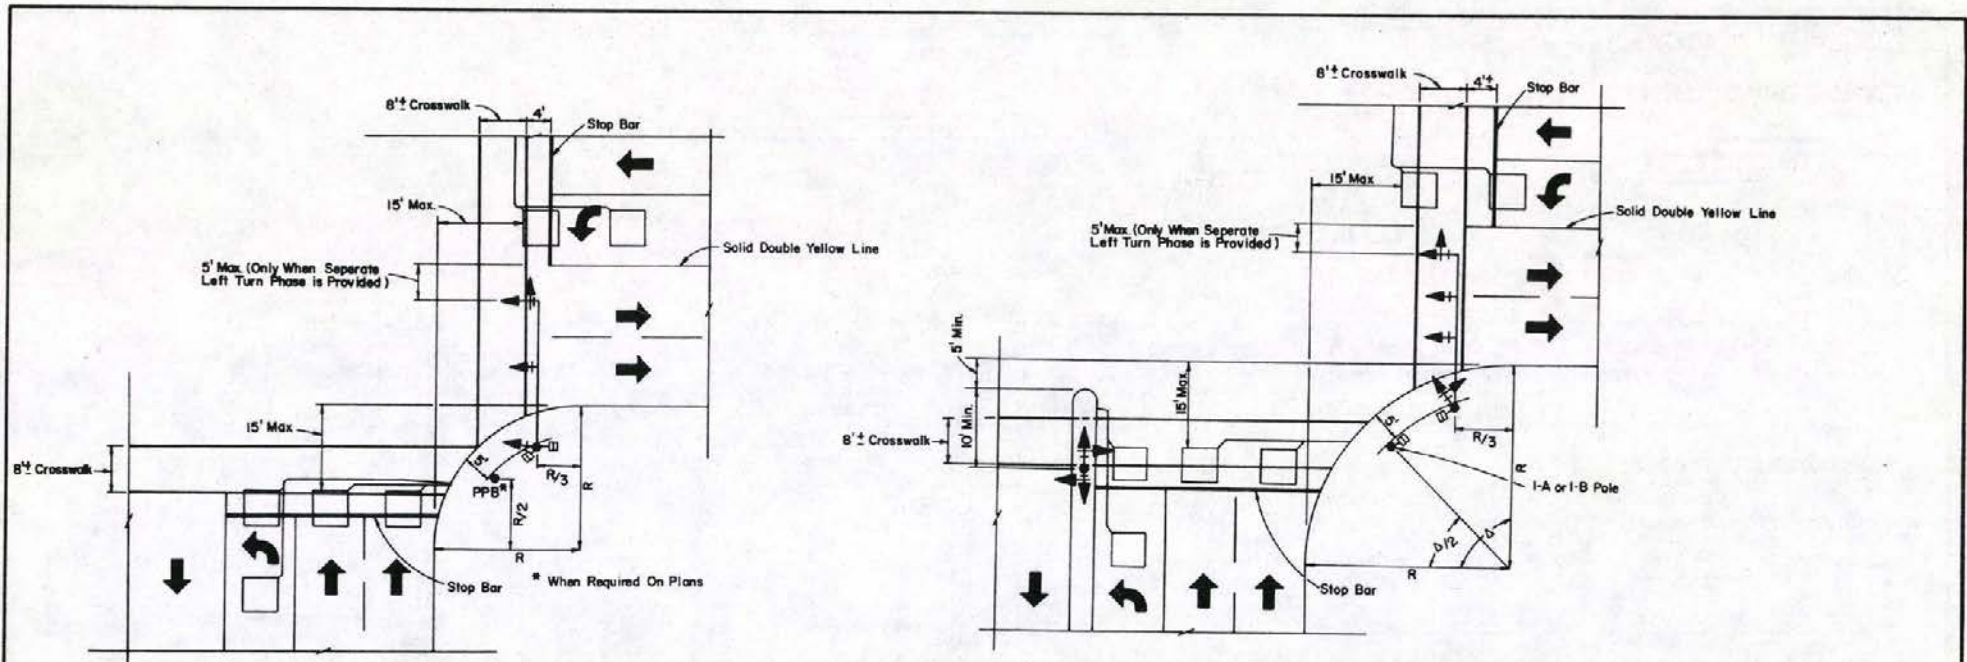 8'± Crosswalk
4'
Stop Bar
15' Max.
Solid Double Yellow Line
5' Max. (Only When Seperate
Left Turn Phase is Provided)
15' Max
8'± Crosswalk
5'
PPB*
R/3
R
R/2
R
Stop Bar
* When Required On Plans
8'± Crosswalk
4'±
Stop Bar
15' Max
Solid Double Yellow Line
5' Max. (Only When Seperate
Left Turn Phase is Provided)
5' Min.
15' Max.
10' Min.
8'± Crosswalk
5'
R/3
R
1-A or 1-B Pole
Δ/2
Δ
R
Stop Bar